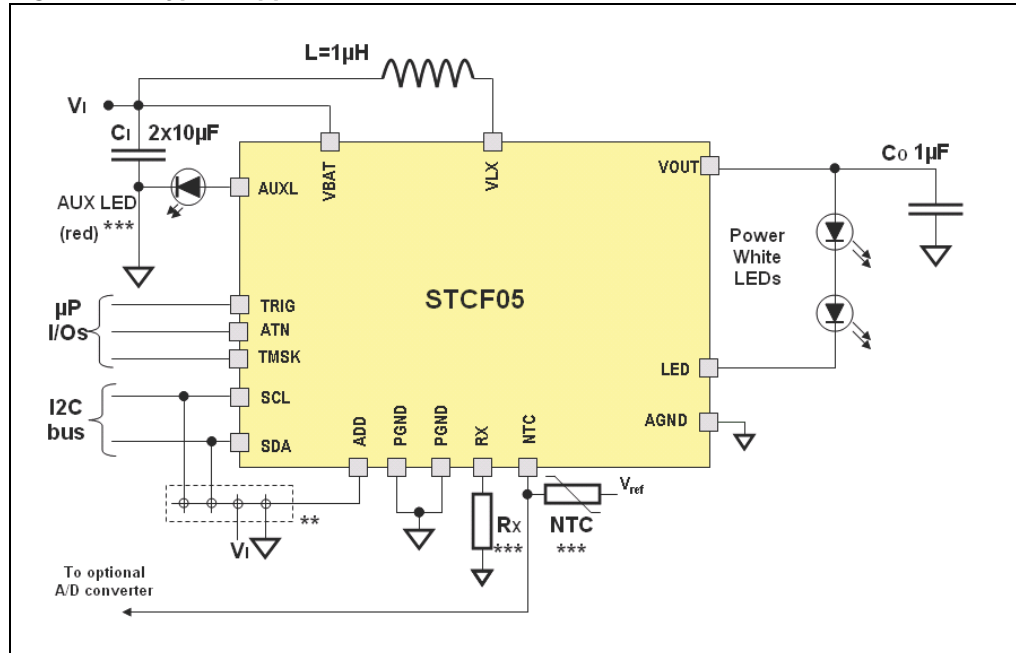 L=1µH
VI
CI 2x10µF
VBAT
VLX
VOUT
CO 1µF
AUXL
AUX LED
(red) ***
Power
White
LEDs
STCF05
µP
I/Os
TRIG
ATN
TMSK
LED
I2C
bus
SCL
SDA
AGND
ADD
PGND
PGND
RX
NTC
**
VI
RX
***
NTC
***
Vref
To optional
A/D converter